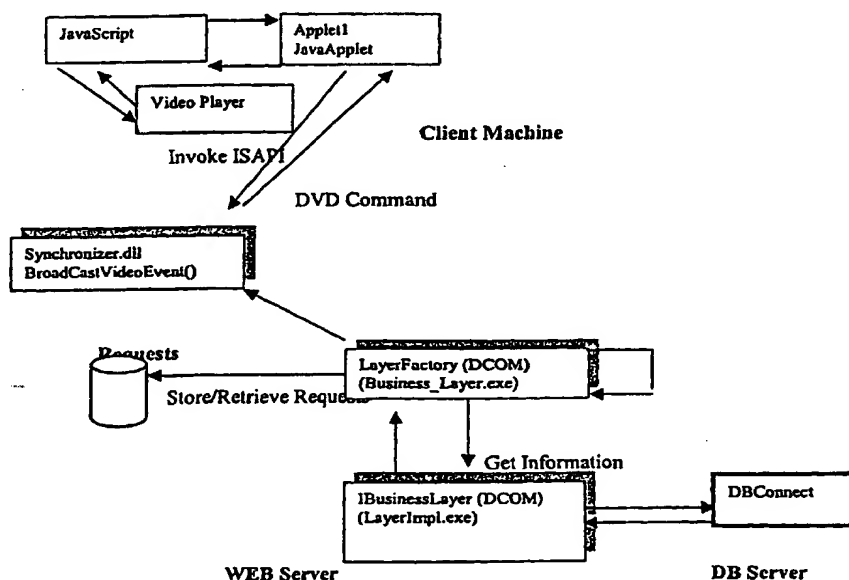 JavaScript
Applet1
JavaApplet
Video Player
Client Machine
Invoke ISAPI
DVD Command
Synchronizer.dll
BroadCastVideoEvent()
Requests
LayerFactory (DCOM)
(Business_Layer.exe)
Store/Retrieve Requests
Get Information
IBusinessLayer (DCOM)
(LayerImpl.exe)
DBConnect
WEB Server
DB Server